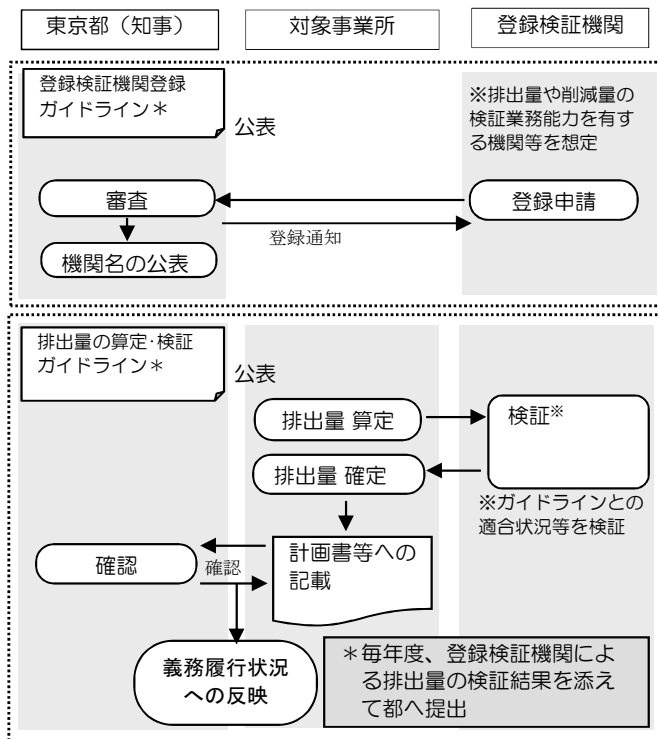 東京都（知事）
対象事業所
登録検証機関
登録検証機関登録
ガイドライン＊
公表
※排出量や削減量の
検証業務能力を有す
る機関等を想定
審査
登録申請
登録通知
機関名の公表
排出量の算定･検証
ガイドライン＊
公表
排出量 算定
検証※
排出量 確定
※ガイドラインとの
適合状況等を検証
確認
確認
計画書等への
記載
義務履行状況
への反映
＊毎年度、登録検証機関によ
る排出量の検証結果を添え
て都へ提出